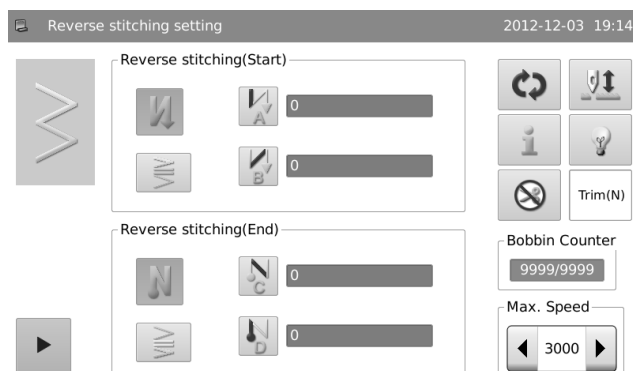 Reverse stitching setting 2012-12-03 19:14
Reverse stitching(Start)
A 0
B 0
Trim(N)
Reverse stitching(End)
C 0
D 0
Bobbin Counter
9999/9999
Max. Speed
3000